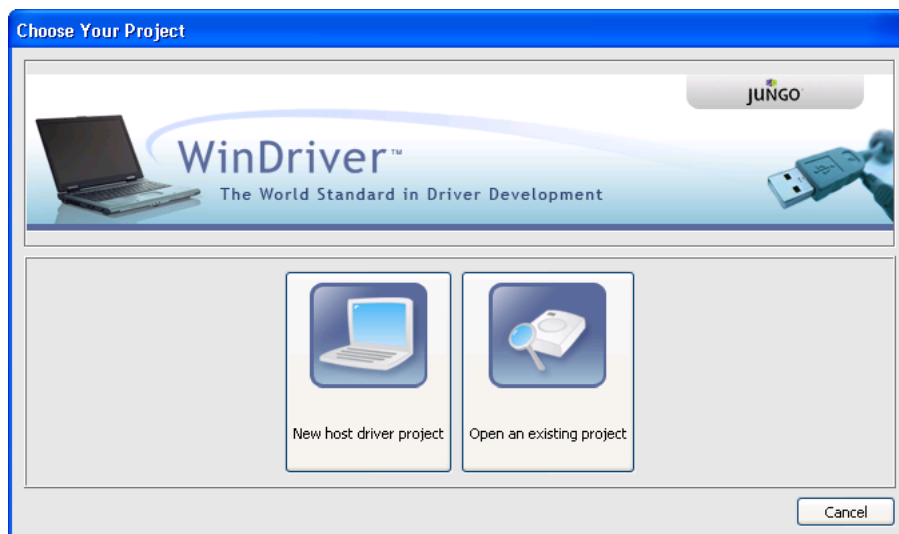 Choose Your Project
JUNGO
WinDriver™
The World Standard in Driver Development
New host driver project
Open an existing project
Cancel